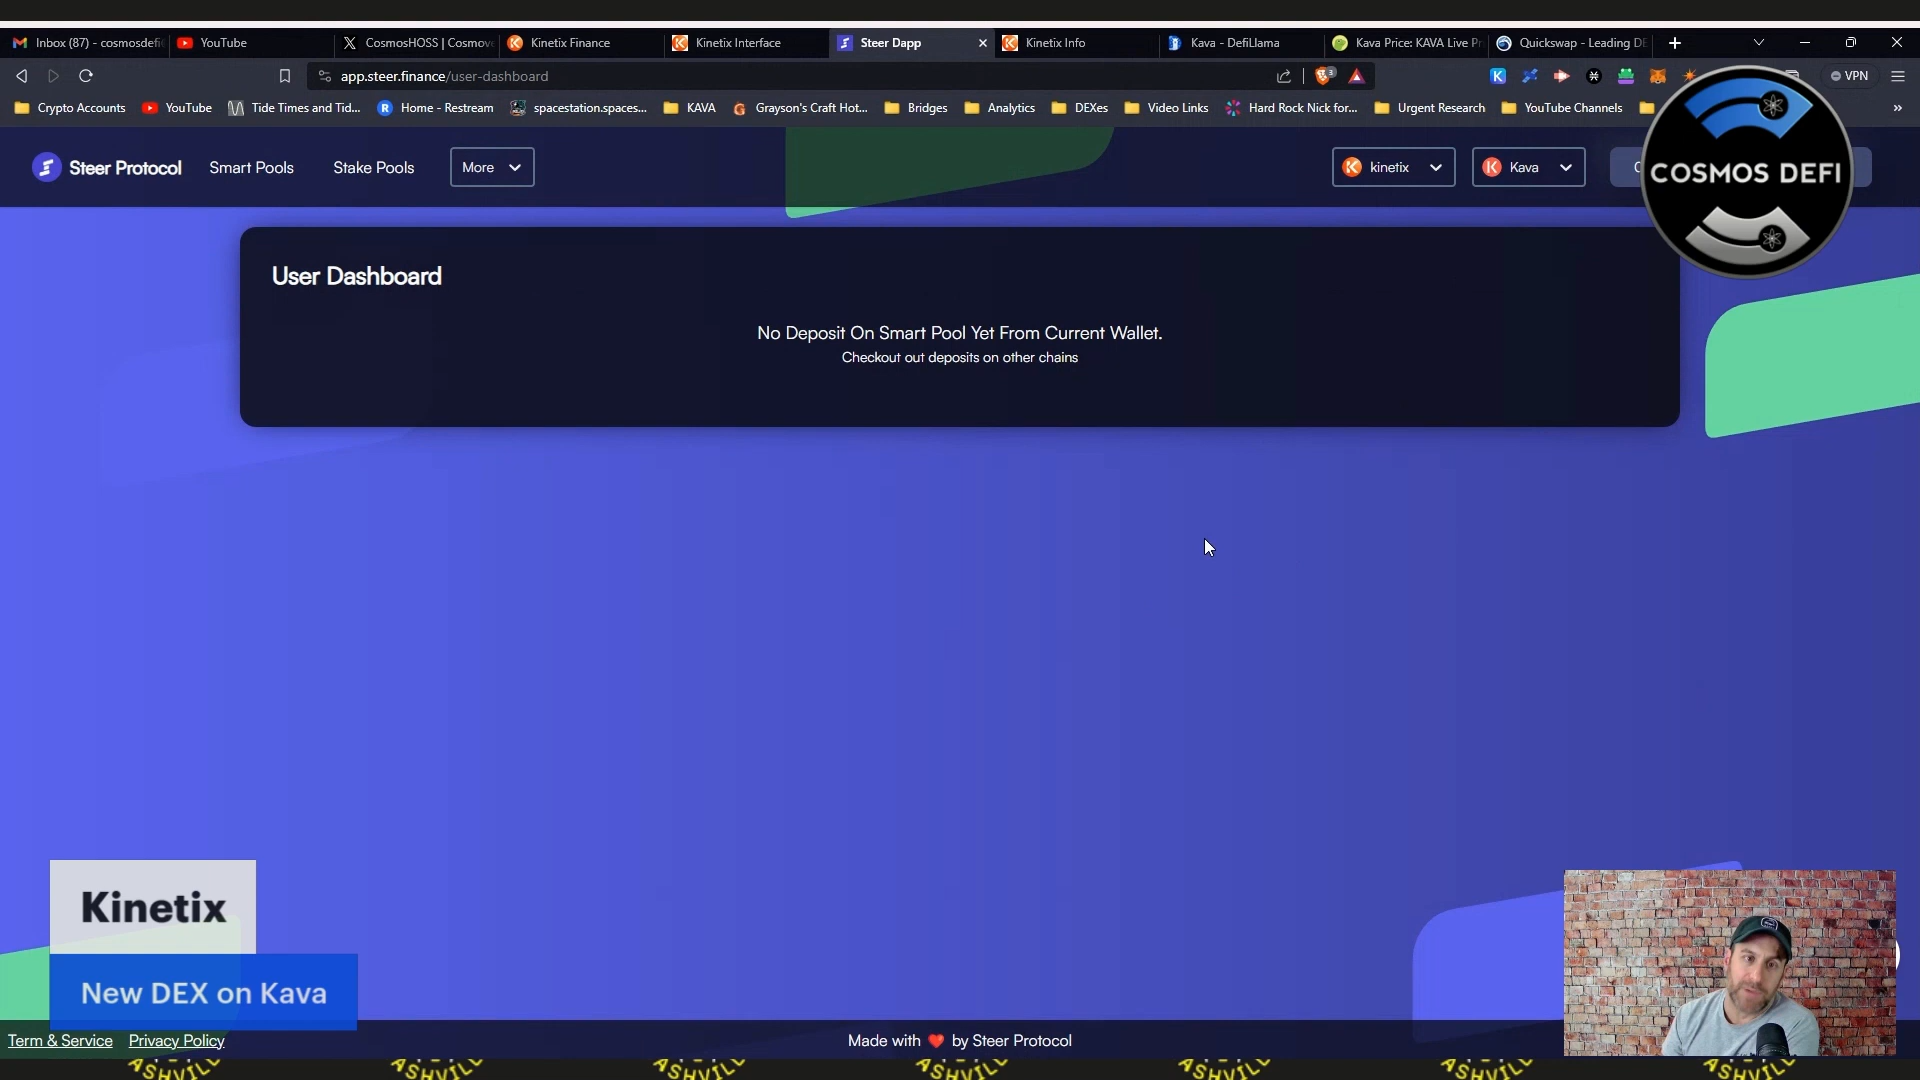 Inbox (87) - cosmosdefi
YouTube
CosmosHOSS | Cosmov
Kinetix Finance
Kinetix Interface
Steer Dapp
Kinetix Info
Kava - DefiLlama
Kava Price: KAVA Live Pr
Quickswap - Leading DE
app.steer.finance/user-dashboard
3
VPN
Crypto Accounts
YouTube
Tide Times and Tid...
Home - Restream
spacestation.spaces...
KAVA
Grayson's Craft Hot...
Bridges
Analytics
DEXes
Video Links
Hard Rock Nick for...
Urgent Research
YouTube Channels
Steer Protocol
Smart Pools
Stake Pools
More
kinetix
Kava
COSMOS DEFI
User Dashboard
No Deposit On Smart Pool Yet From Current Wallet.
Checkout out deposits on other chains
Kinetix
New DEX on Kava
Term & Service
Privacy Policy
Made with ❤️ by Steer Protocol